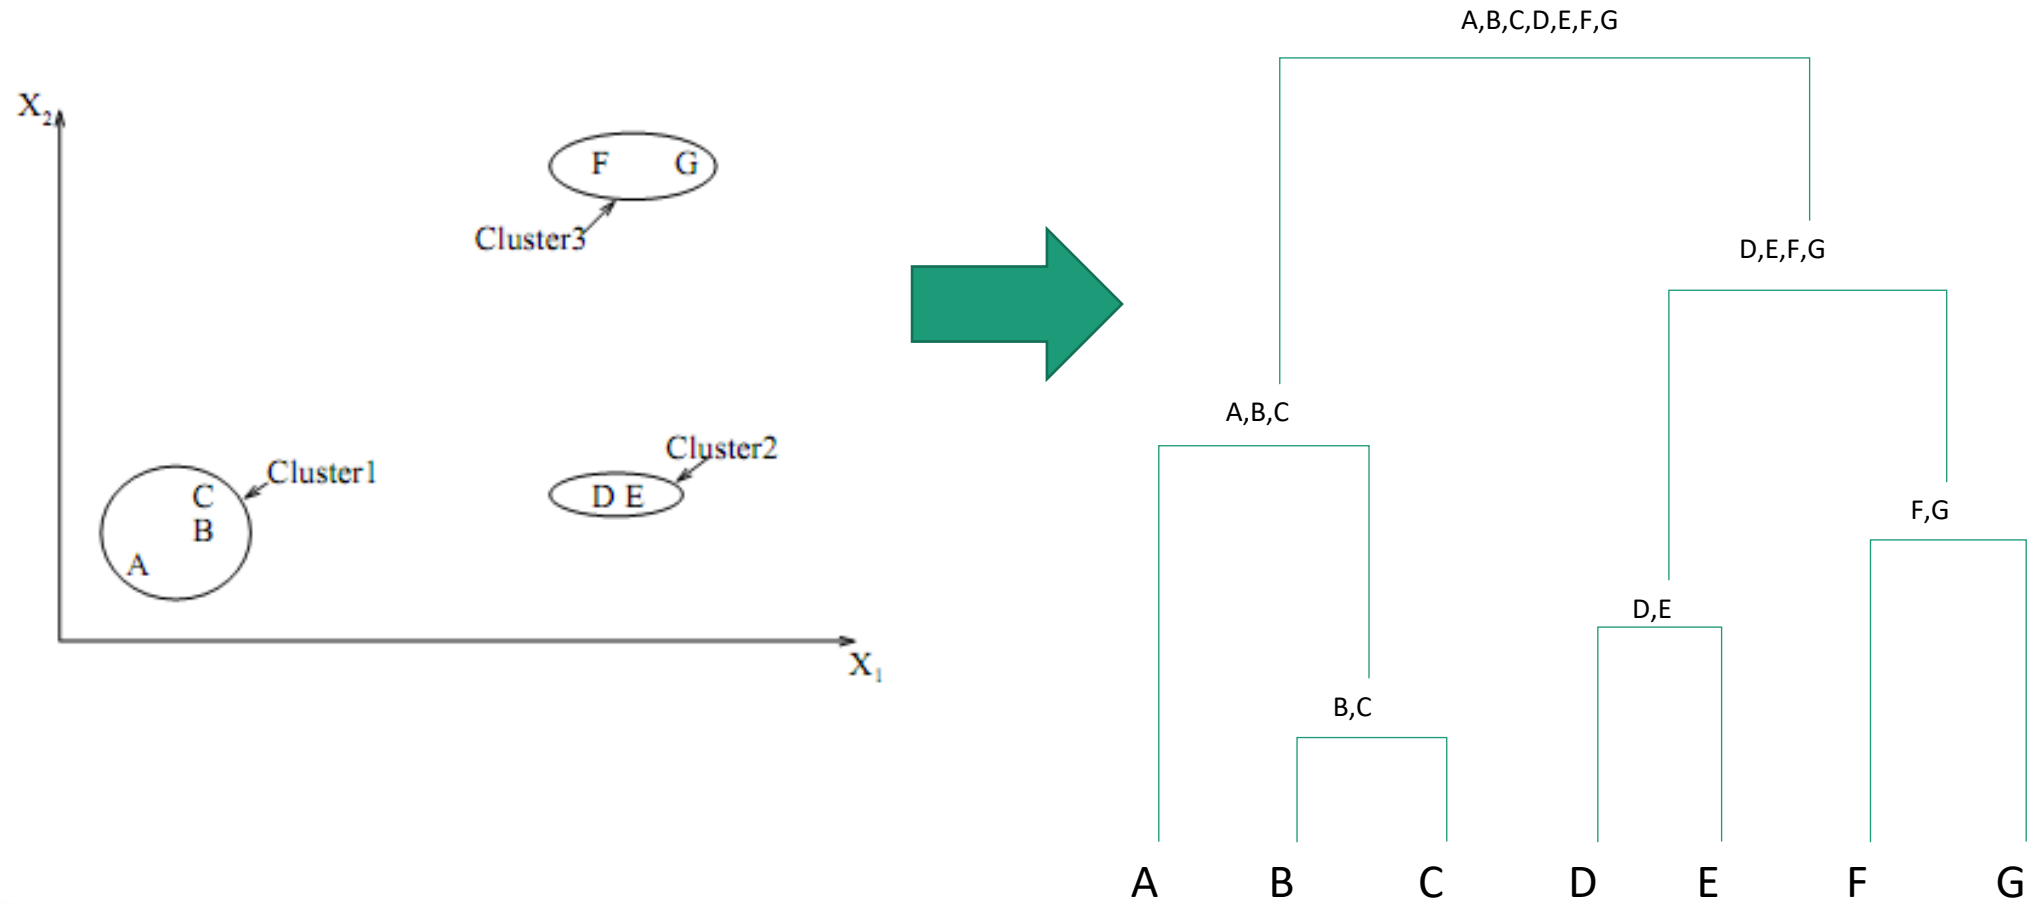 X₂
F G
Cluster3
Cluster2
Cluster1
C
D E
B
A
X₁
A,B,C,D,E,F,G
D,E,F,G
A,B,C
F,G
D,E
B,C
A B C D E F G